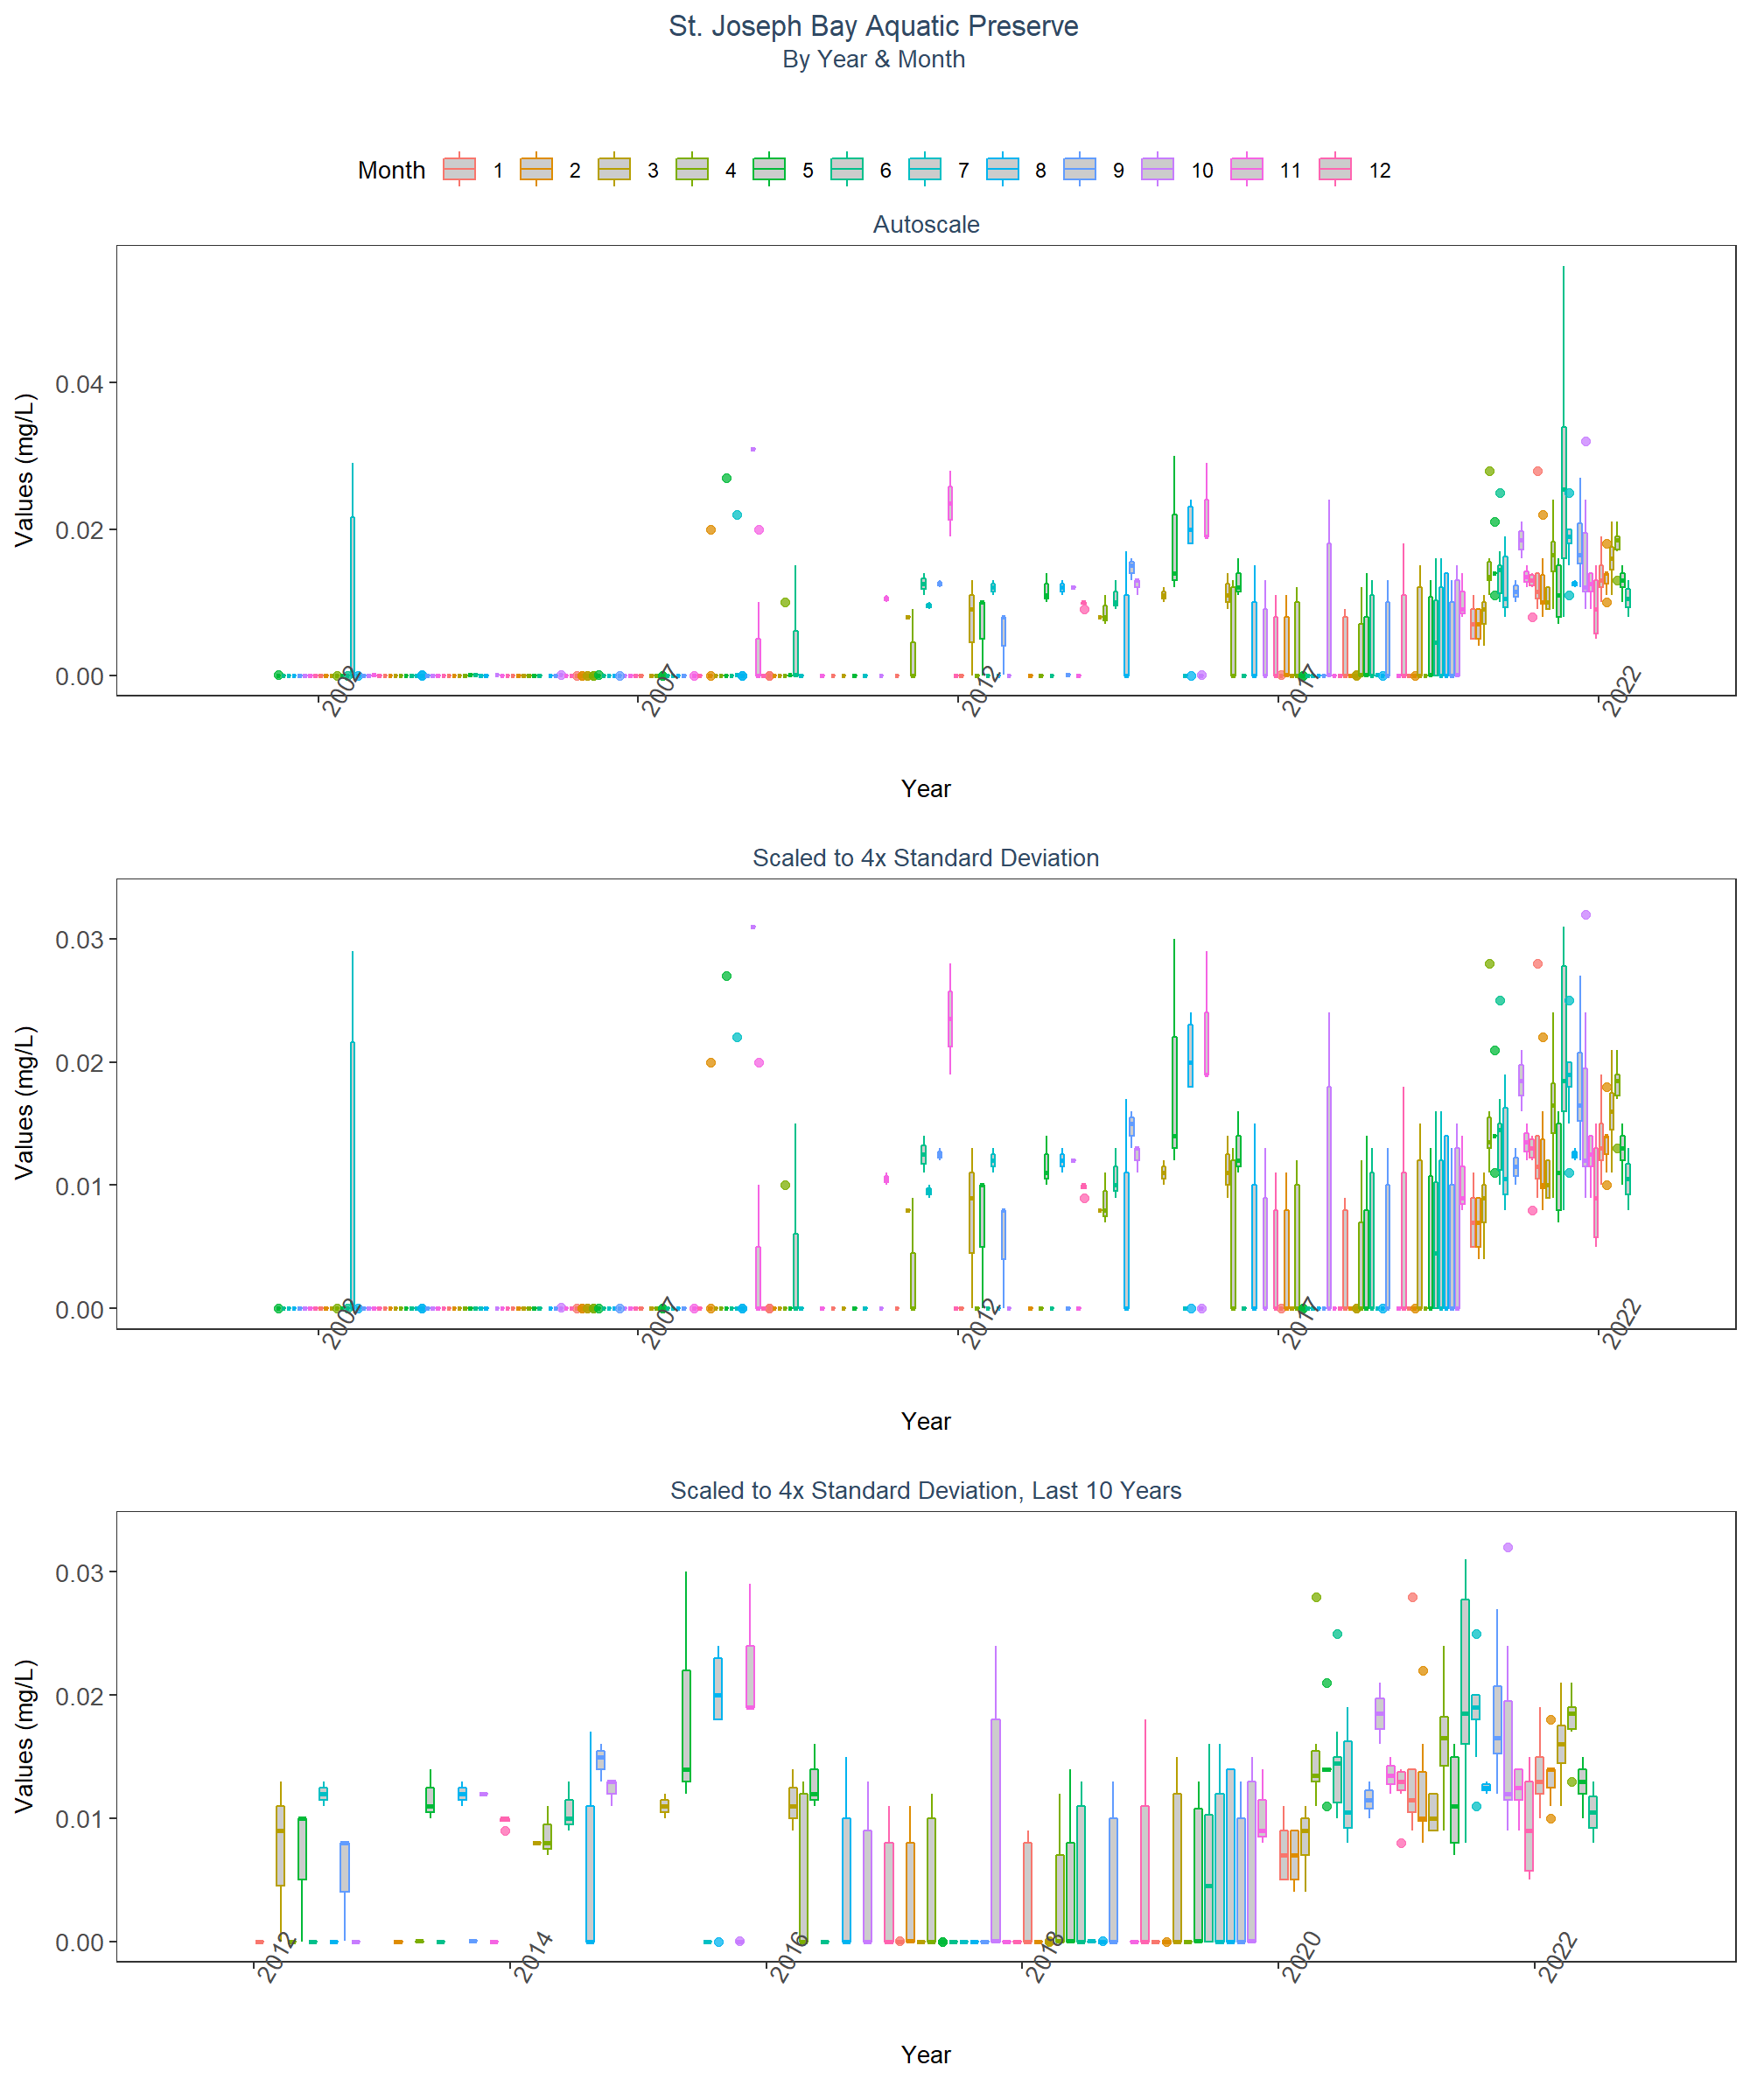 St. Joseph Bay Aquatic Preserve
By Year & Month
Month 1 2 3 4 5 6 7 8 9 10 11 12
Autoscale
Values (mg/L)
0.04
0.02
0.00
2002 2007 2012 2017 2022
Year
Scaled to 4x Standard Deviation
Values (mg/L)
0.03
0.02
0.01
0.00
2002 2007 2012 2017 2022
Year
Scaled to 4x Standard Deviation, Last 10 Years
Values (mg/L)
0.03
0.02
0.01
0.00
2012 2014 2016 2018 2020 2022
Year